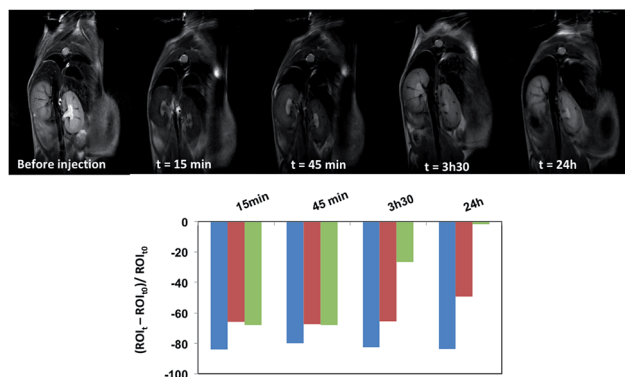 Before injection
t = 15 min
t = 45 min
t = 3h30
t = 24h
15min
45 min
3h30
24h
0
-20
-40
-60
-80
-100
(ROIt – ROIt0)/ ROIt0